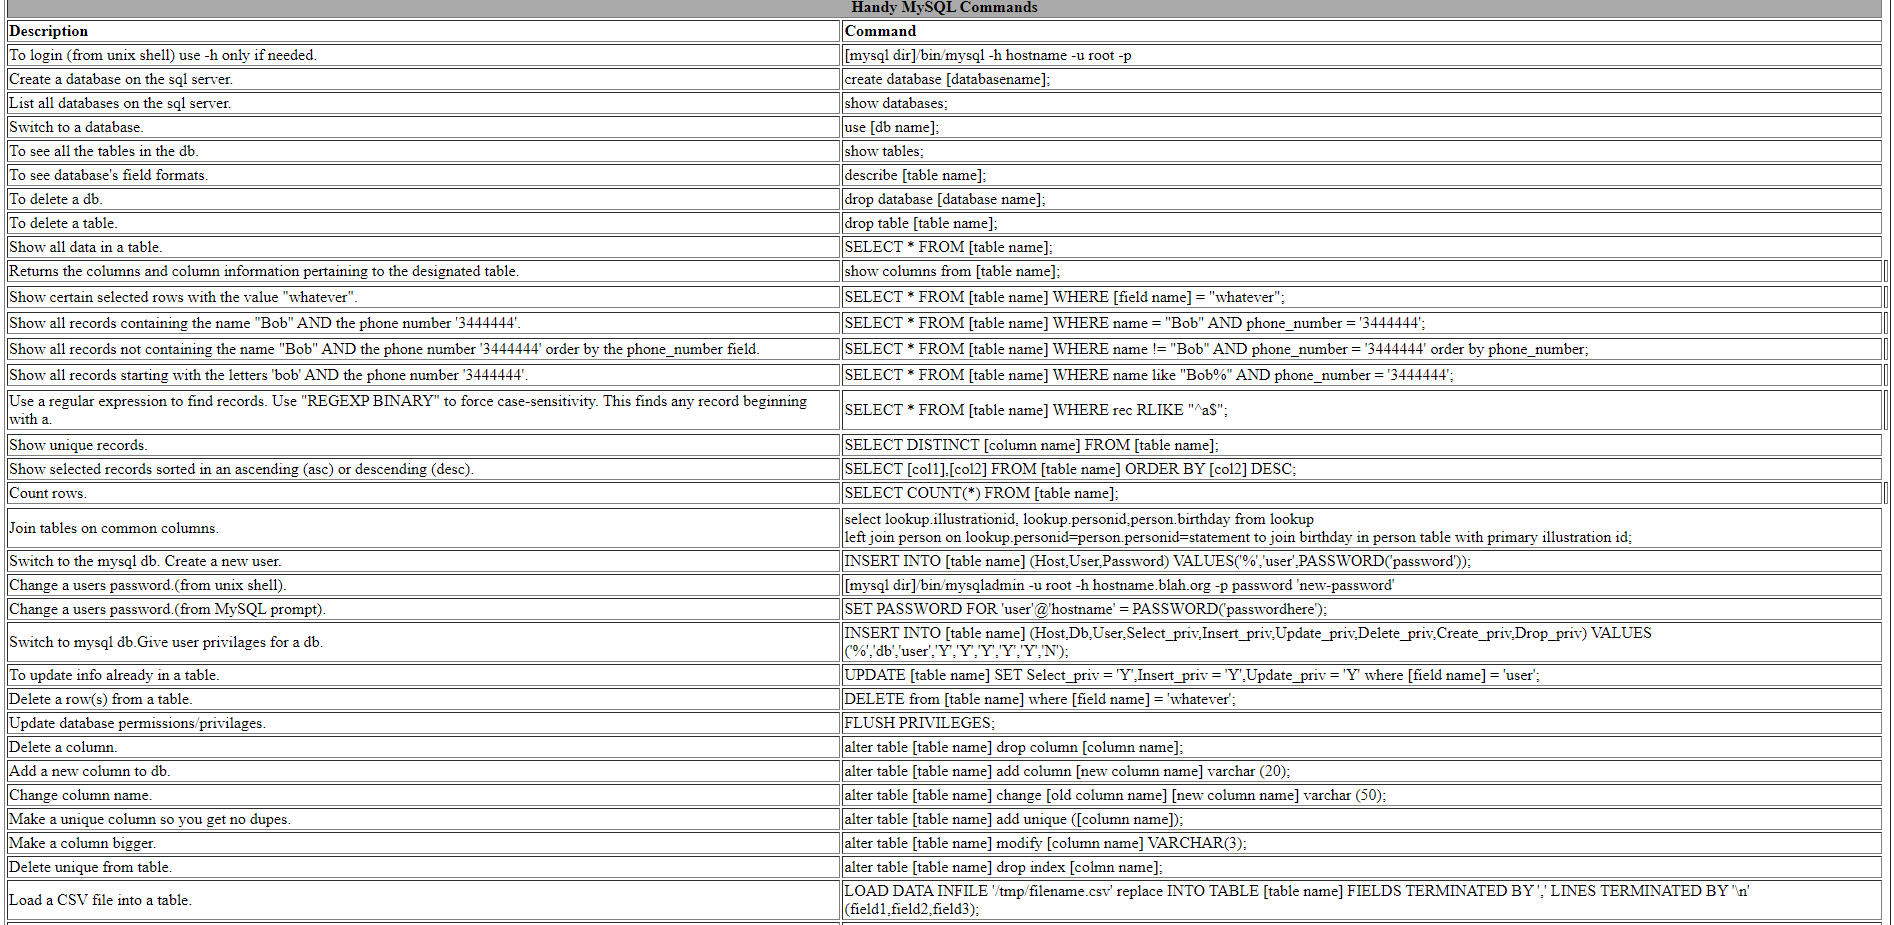 Handy MySQL Commands
Description
Command
To login (from unix shell) use -h only if needed.
[mysql dir]/bin/mysql -h hostname -u root -p
Create a database on the sql server.
create database [databasename];
List all databases on the sql server.
show databases;
Switch to a database.
use [db name];
To see all the tables in the db.
show tables;
To see database's field formats.
describe [table name];
To delete a db.
drop database [database name];
To delete a table.
drop table [table name];
Show all data in a table.
SELECT * FROM [table name];
Returns the columns and column information pertaining to the designated table.
show columns from [table name];
Show certain selected rows with the value "whatever".
SELECT * FROM [table name] WHERE [field name] = "whatever";
Show all records containing the name "Bob" AND the phone number '3444444'.
SELECT * FROM [table name] WHERE name = "Bob" AND phone_number = '3444444';
Show all records not containing the name "Bob" AND the phone number '3444444' order by the phone_number field.
SELECT * FROM [table name] WHERE name != "Bob" AND phone_number = '3444444' order by phone_number;
Show all records starting with the letters 'bob' AND the phone number '3444444'.
SELECT * FROM [table name] WHERE name like "Bob%" AND phone_number = '3444444';
Use a regular expression to find records. Use "REGEXP BINARY" to force case-sensitivity. This finds any record beginning
with a.
SELECT * FROM [table name] WHERE rec RLIKE "^a$";
Show unique records.
SELECT DISTINCT [column name] FROM [table name];
Show selected records sorted in an ascending (asc) or descending (desc).
SELECT [col1],[col2] FROM [table name] ORDER BY [col2] DESC;
Count rows.
SELECT COUNT(*) FROM [table name];
Join tables on common columns.
select lookup.illustrationid, lookup.personid,person.birthday from lookup
left join person on lookup.personid=person.personid=statement to join birthday in person table with primary illustration id;
Switch to the mysql db. Create a new user.
INSERT INTO [table name] (Host,User,Password) VALUES('%','user',PASSWORD('password'));
Change a users password.(from unix shell).
[mysql dir]/bin/mysqladmin -u root -h hostname.blah.org -p password 'new-password'
Change a users password.(from MySQL prompt).
SET PASSWORD FOR 'user'@'hostname' = PASSWORD('passwordhere');
Switch to mysql db.Give user privilages for a db.
INSERT INTO [table name] (Host,Db,User,Select_priv,Insert_priv,Update_priv,Delete_priv,Create_priv,Drop_priv) VALUES
('%','db','user','Y','Y','Y','Y','Y','N');
To update info already in a table.
UPDATE [table name] SET Select_priv = 'Y',Insert_priv = 'Y',Update_priv = 'Y' where [field name] = 'user';
Delete a row(s) from a table.
DELETE from [table name] where [field name] = 'whatever';
Update database permissions/privilages.
FLUSH PRIVILEGES;
Delete a column.
alter table [table name] drop column [column name];
Add a new column to db.
alter table [table name] add column [new column name] varchar (20);
Change column name.
alter table [table name] change [old column name] [new column name] varchar (50);
Make a unique column so you get no dupes.
alter table [table name] add unique ([column name]);
Make a column bigger.
alter table [table name] modify [column name] VARCHAR(3);
Delete unique from table.
alter table [table name] drop index [colmn name];
Load a CSV file into a table.
LOAD DATA INFILE '/tmp/filename.csv' replace INTO TABLE [table name] FIELDS TERMINATED BY ',' LINES TERMINATED BY '\n'
(field1,field2,field3);